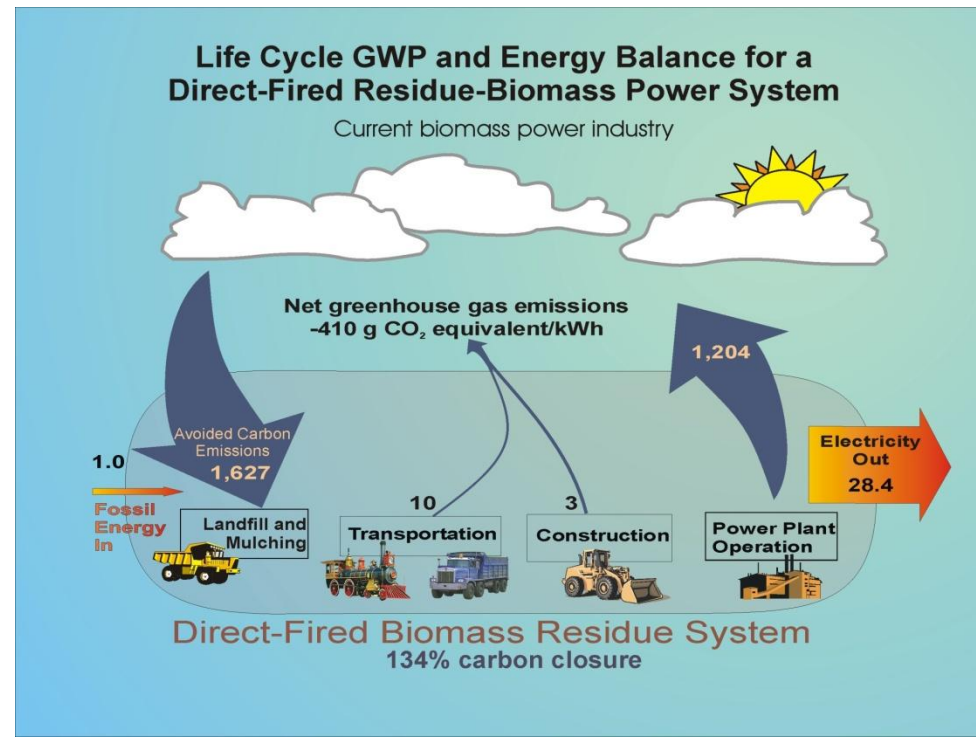 Life Cycle GWP and Energy Balance for a
Direct-Fired Residue-Biomass Power System
Current biomass power industry
Net greenhouse gas emissions
-410 g CO₂ equivalent/kWh
1,204
Avoided Carbon
Emissions
1,627
1.0
Fossil
Energy
In
Electricity
Out
28.4
Landfill and
Mulching
10
Transportation
3
Construction
Power Plant
Operation
Direct-Fired Biomass Residue System
134% carbon closure